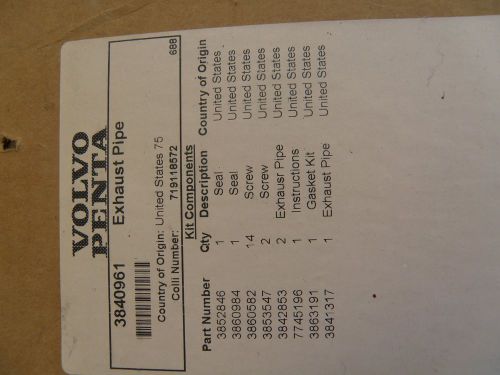 VOLVO
PENTA
3840961 Exhaust Pipe
688
Country of Origin: United States 75
Colli Number: 719118572
Kit Components
Part Number Qty Description Country of Origin
3852846 1 Seal United States
3860984 1 Seal United States
3860582 14 Screw United States
3853547 2 Screw United States
3842853 2 Exhausr Pipe United States
7745196 1 Instructions United States
3863191 1 Gasket Kit United States
3841317 1 Exhaust Pipe United States